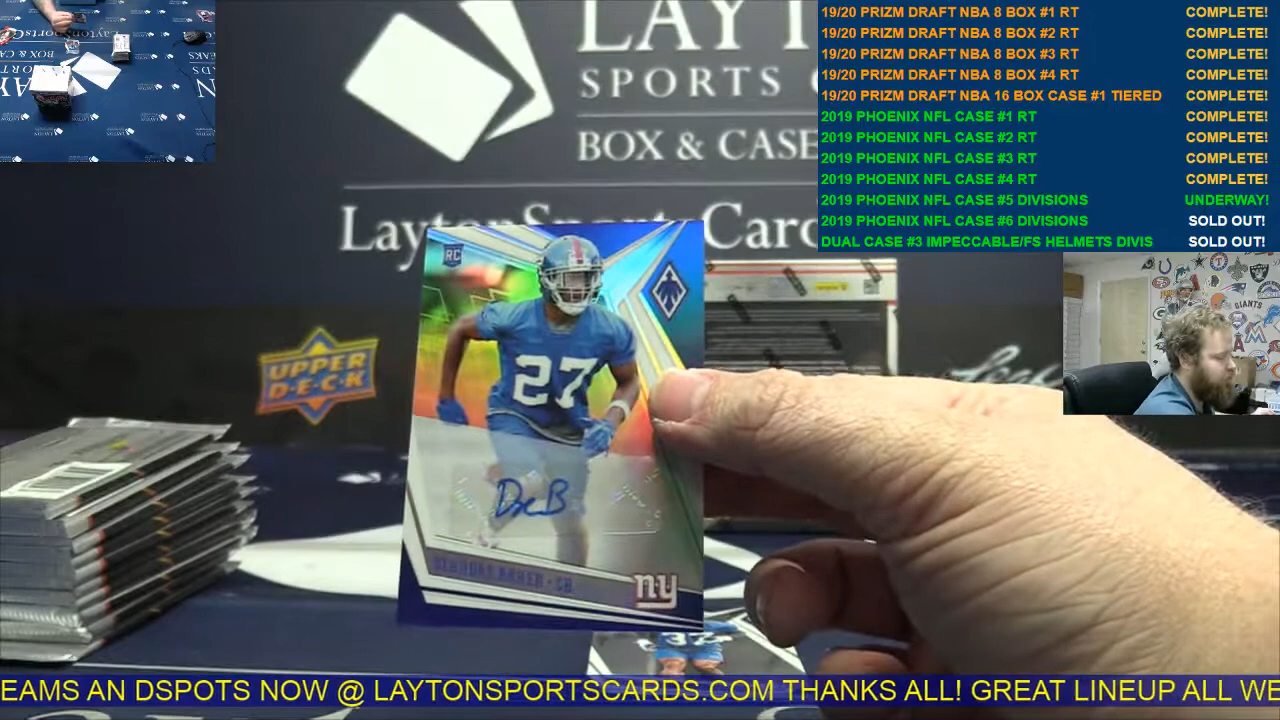 19/20 PRIZM DRAFT NBA 8 BOX #1 RT COMPLETE!
19/20 PRIZM DRAFT NBA 8 BOX #2 RT COMPLETE!
19/20 PRIZM DRAFT NBA 8 BOX #3 RT COMPLETE!
19/20 PRIZM DRAFT NBA 8 BOX #4 RT COMPLETE!
19/20 PRIZM DRAFT NBA 16 BOX CASE #1 TIERED COMPLETE!
2019 PHOENIX NFL CASE #1 RT COMPLETE!
2019 PHOENIX NFL CASE #2 RT COMPLETE!
2019 PHOENIX NFL CASE #3 RT COMPLETE!
2019 PHOENIX NFL CASE #4 RT COMPLETE!
2019 PHOENIX NFL CASE #5 DIVISIONS UNDERWAY!
2019 PHOENIX NFL CASE #6 DIVISIONS SOLD OUT!
DUAL CASE #3 IMPECCABLE/FS HELMETS DIVIS SOLD OUT!
LAYT
SPORTS C
BOX & CASE
LaytonSportsCards.
UPPER
DECK
RC
27
ny
GIANTS
EAMS AN DSPOTS NOW @ LAYTONSPORTSCARDS.COM THANKS ALL! GREAT LINEUP ALL WE